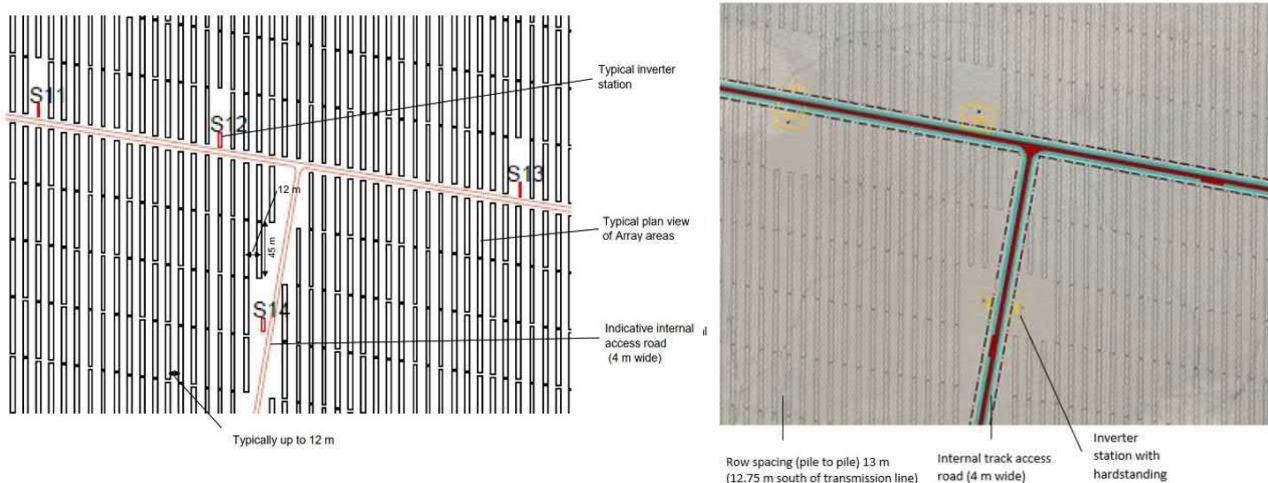 Typical inverter
station
S11
S12
S13
12 m
45 m
Typical plan view
of Array areas
S14
Indicative internal
access road
(4 m wide)
Typically up to 12 m
Row spacing (pile to pile) 13 m
(12.75 m south of transmission line)
Internal track access
road (4 m wide)
Inverter
station with
hardstanding